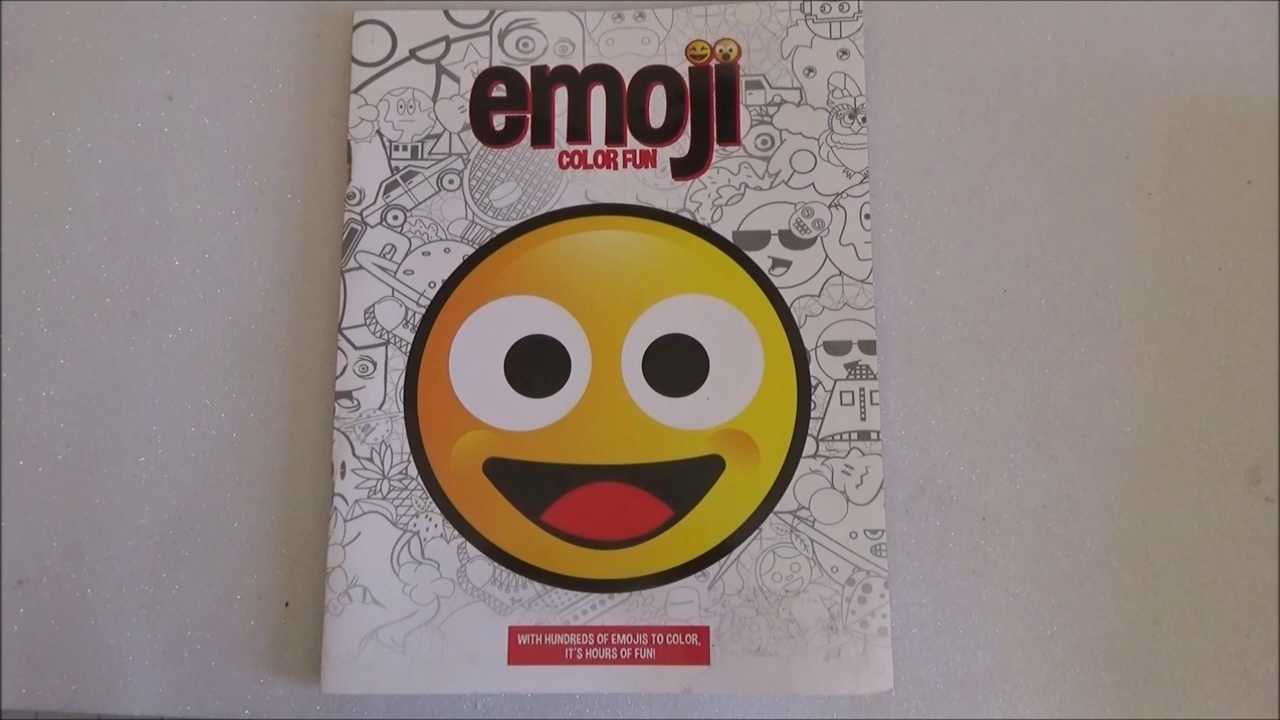 emoji
COLOR FUN
WITH HUNDREDS OF EMOJIS TO COLOR,
IT'S HOURS OF FUN!